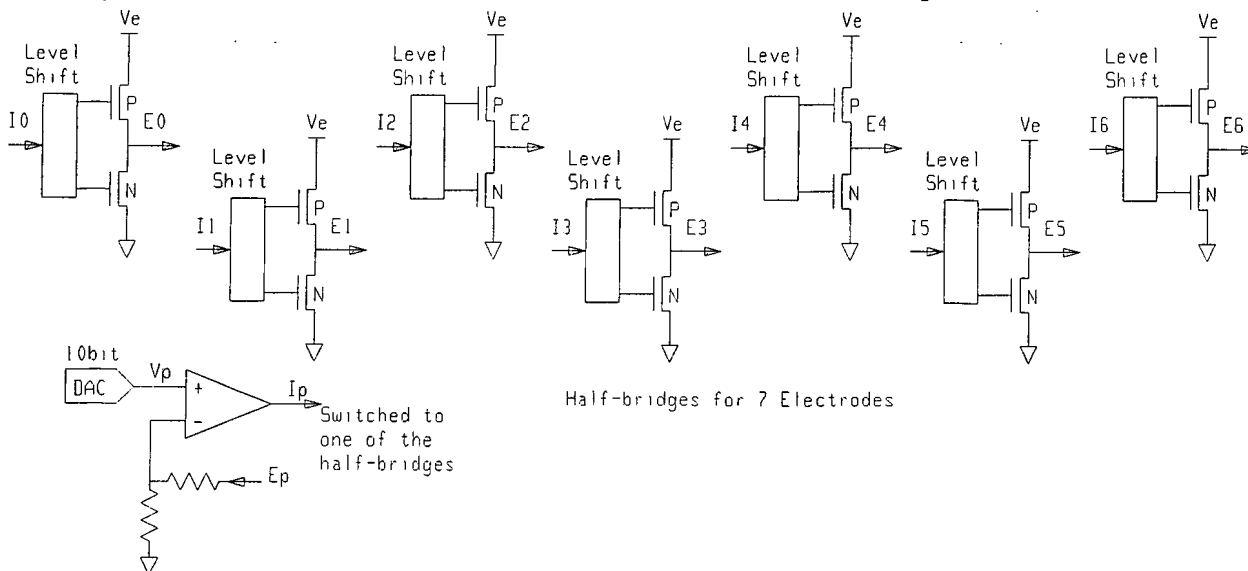 Ve
Level
Shift
P
I0
E0
N
Ve
Level
Shift
P
I1
E1
N
Ve
Level
Shift
P
I2
E2
N
Ve
Level
Shift
P
I3
E3
N
Ve
Level
Shift
P
I4
E4
N
Ve
Level
Shift
P
I5
E5
N
Ve
Level
Shift
P
I6
E6
N
10bit
DAC
Vp
+
-
Ip
Switched to
one of the
half-bridges
Ep
Half-bridges for 7 Electrodes